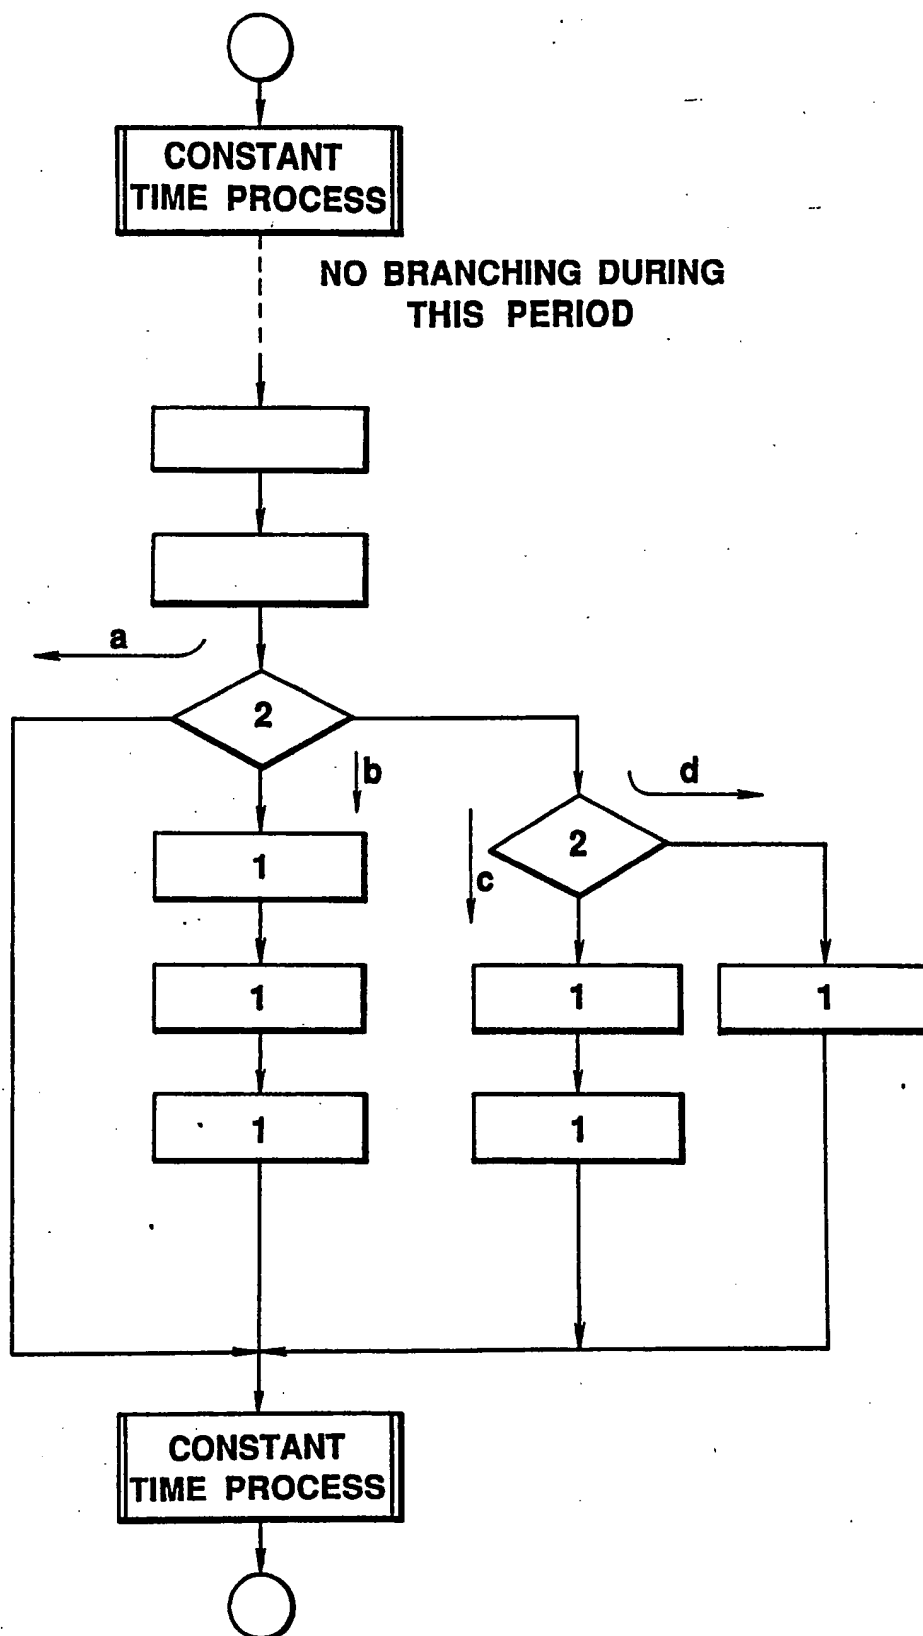 CONSTANT
TIME PROCESS
NO BRANCHING DURING
THIS PERIOD
a
2
b
d
1
2
c
1
1
1
1
1
CONSTANT
TIME PROCESS